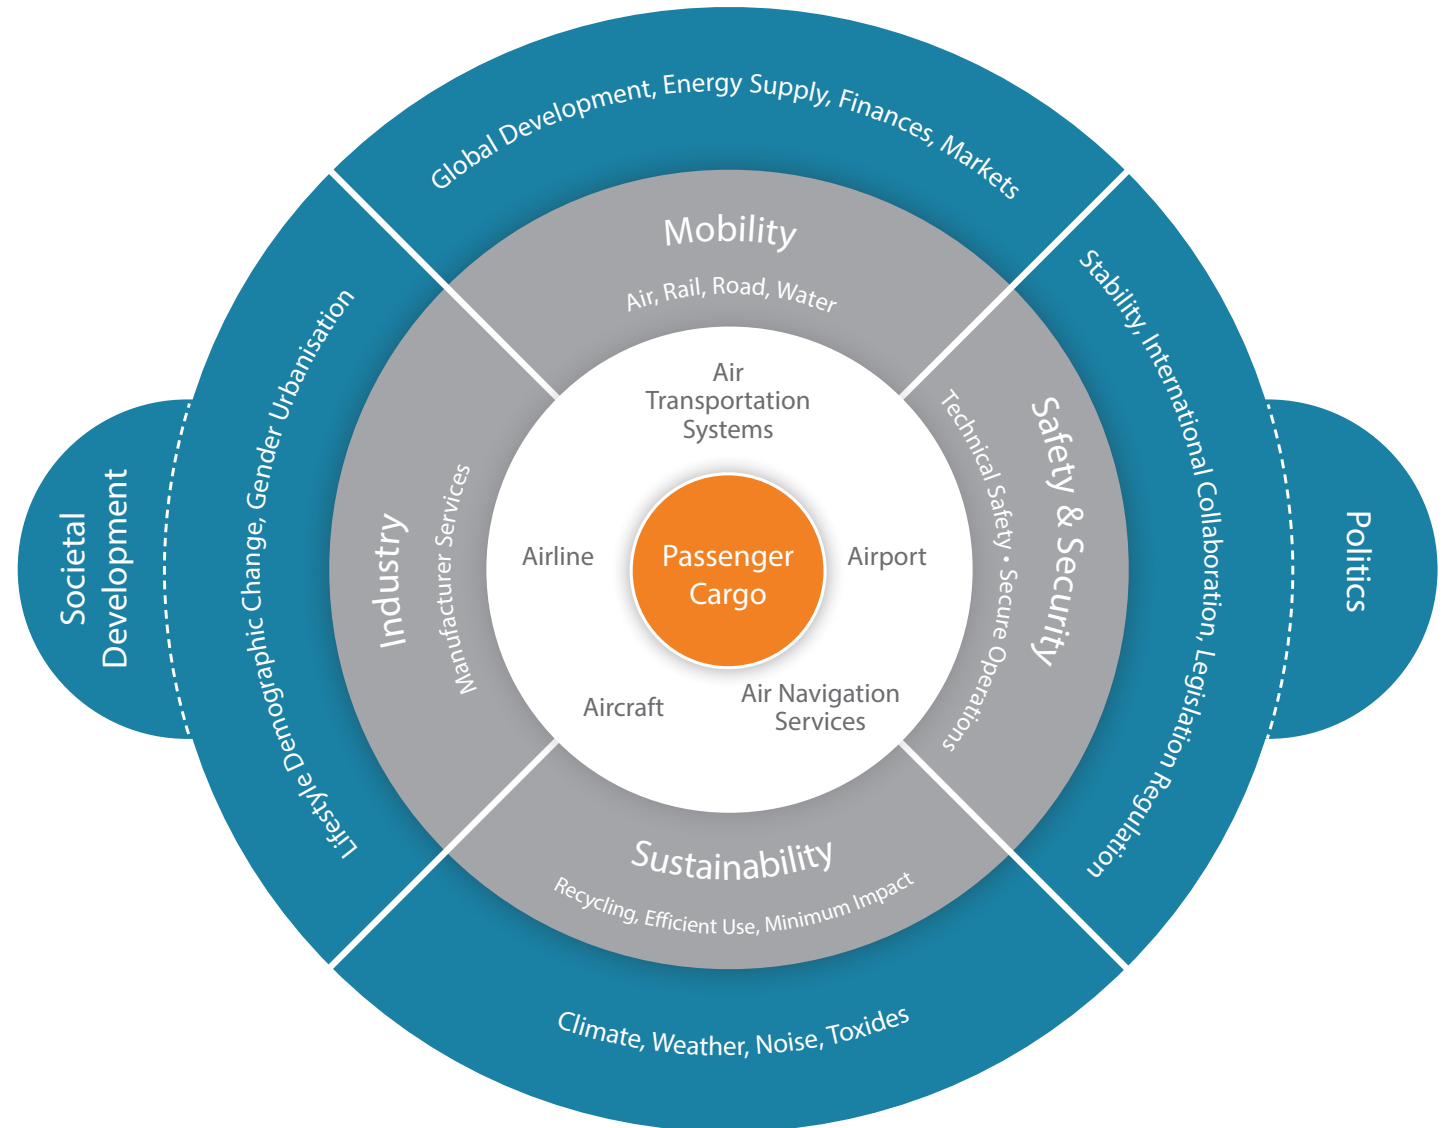 Global Development, Energy Supply, Finances, Markets
Mobility
Air, Rail, Road, Water
Societal
Development
Lifestyle Demographic Change, Gender Urbanisation
Industry
Manufacturer Services
Air
Transportation
Systems
Airline
Passenger
Cargo
Airport
Aircraft
Air Navigation
Services
Technical Safety • Secure Operations
Safety & Security
Stability, International Collaboration, Legislation Regulation
Politics
Sustainability
Recycling, Efficient Use, Minimum Impact
Climate, Weather, Noise, Toxides